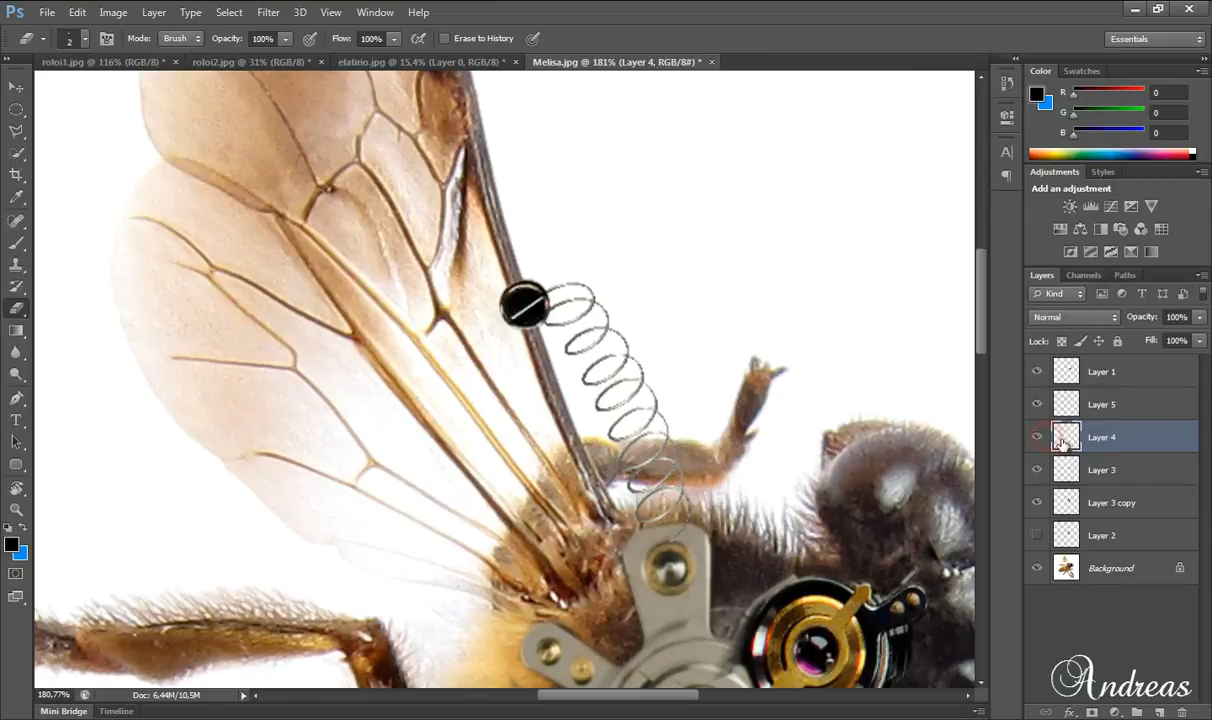 Ps File Edit Image Layer Type Select Filter 3D View Window Help
2 Mode: Brush Opacity: 100% Flow: 100% Erase to History Essentials
roloi1.jpg @ 116% (RGB/8) * × roloi2.jpg @ 31% (RGB/8) * × elatirio.jpg @ 15,4% (Layer 0, RGB/8) * × Melisa.jpg @ 181% (Layer 4, RGB/8#) * ×
Color Swatches
R 0
G 0
B 0
Adjustments Styles
Add an adjustment
Layers Channels Paths
Kind
Normal Opacity: 100%
Lock: Fill: 100%
Layer 1
Layer 5
Layer 4
Layer 3
Layer 3 copy
Layer 2
Background
Andreas
180,77% Doc: 6,44M/10,5M
Mini Bridge Timeline